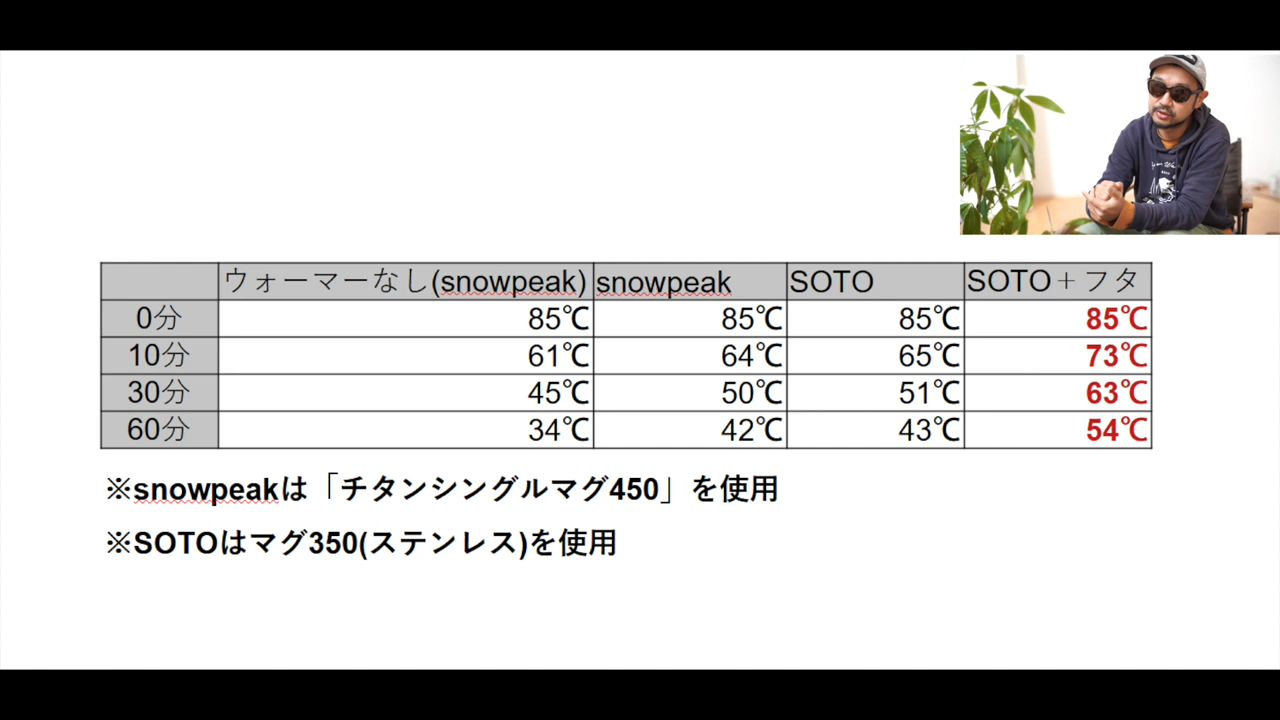 ウォーマーなし(snowpeak) snowpeak SOTO SOTO＋フタ
0分 85℃ 85℃ 85℃ 85℃
10分 61℃ 64℃ 65℃ 73℃
30分 45℃ 50℃ 51℃ 63℃
60分 34℃ 42℃ 43℃ 54℃
※snowpeakは「チタンシングルマグ450」を使用
※SOTOはマグ350(ステンレス)を使用